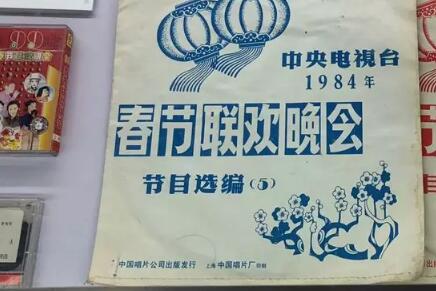 中央电視台
1984年
春节联欢晚会
节目选编(5)
中国唱片公司出版发行 上海 中国唱片厂 印制